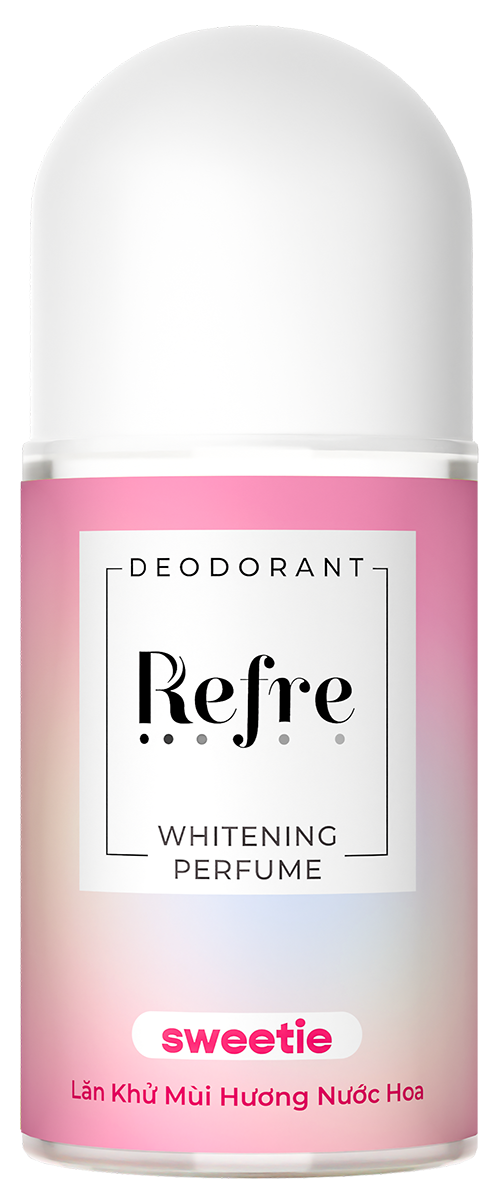 DEODORANT
Refre
WHITENING
PERFUME
sweetie
Lăn Khử Mùi Hương Nước Hoa